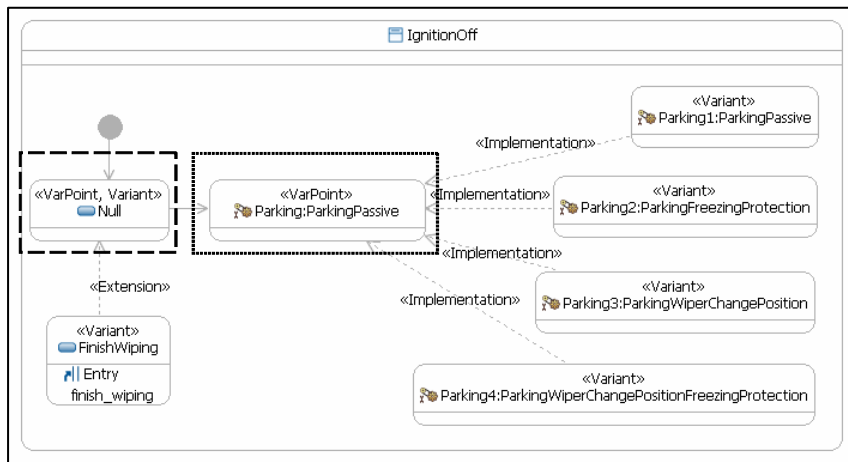 IgnitionOff
«Variant»
Parking1:ParkingPassive
«Implementation»
«VarPoint, Variant»
Null
«VarPoint»
Parking:ParkingPassive
«Implementation»
«Variant»
Parking2:ParkingFreezingProtection
«Implementation»
«Extension»
«Implementation»
«Variant»
Parking3:ParkingWiperChangePosition
«Variant»
FinishWiping
Entry
finish_wiping
«Variant»
Parking4:ParkingWiperChangePositionFreezingProtection